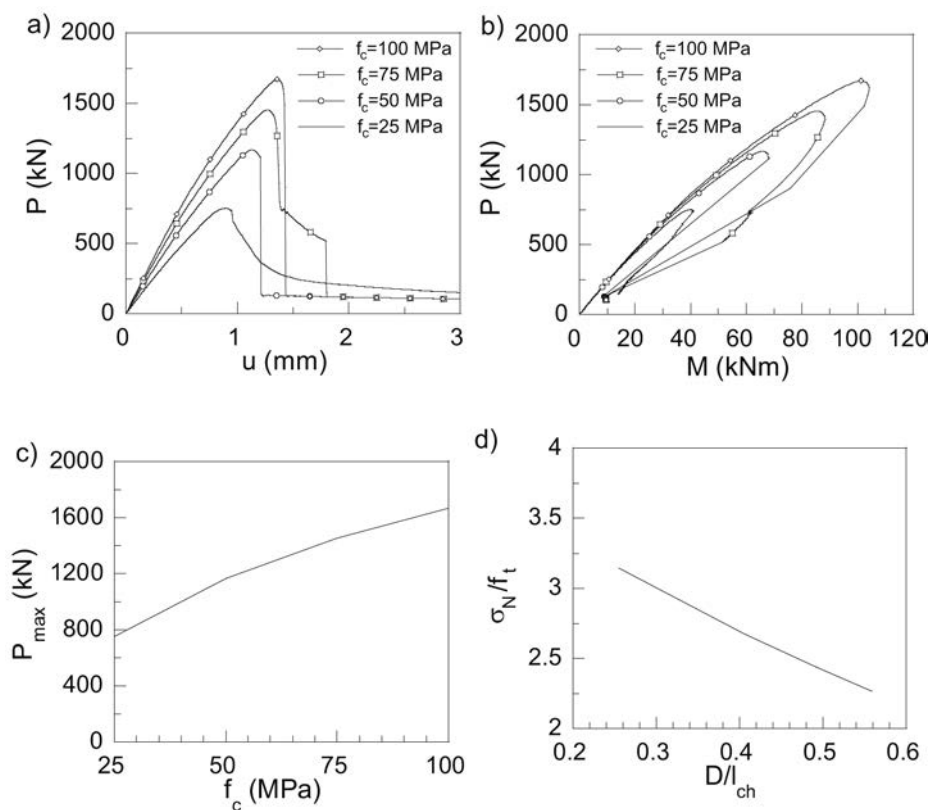 a)
2000
1500
1000
500
0
P (kN)
f_c=100 MPa
f_c=75 MPa
f_c=50 MPa
f_c=25 MPa
0 1 2 3
u (mm)
b)
2000
1500
1000
500
0
P (kN)
f_c=100 MPa
f_c=75 MPa
f_c=50 MPa
f_c=25 MPa
0 20 40 60 80 100 120
M (kNm)
c)
2000
1600
1200
800
400
0
P_max (kN)
25 50 75 100
f_c (MPa)
d)
4
3.5
3
2.5
2
σ_N/f_t
0.2 0.3 0.4 0.5 0.6
D/l_ch